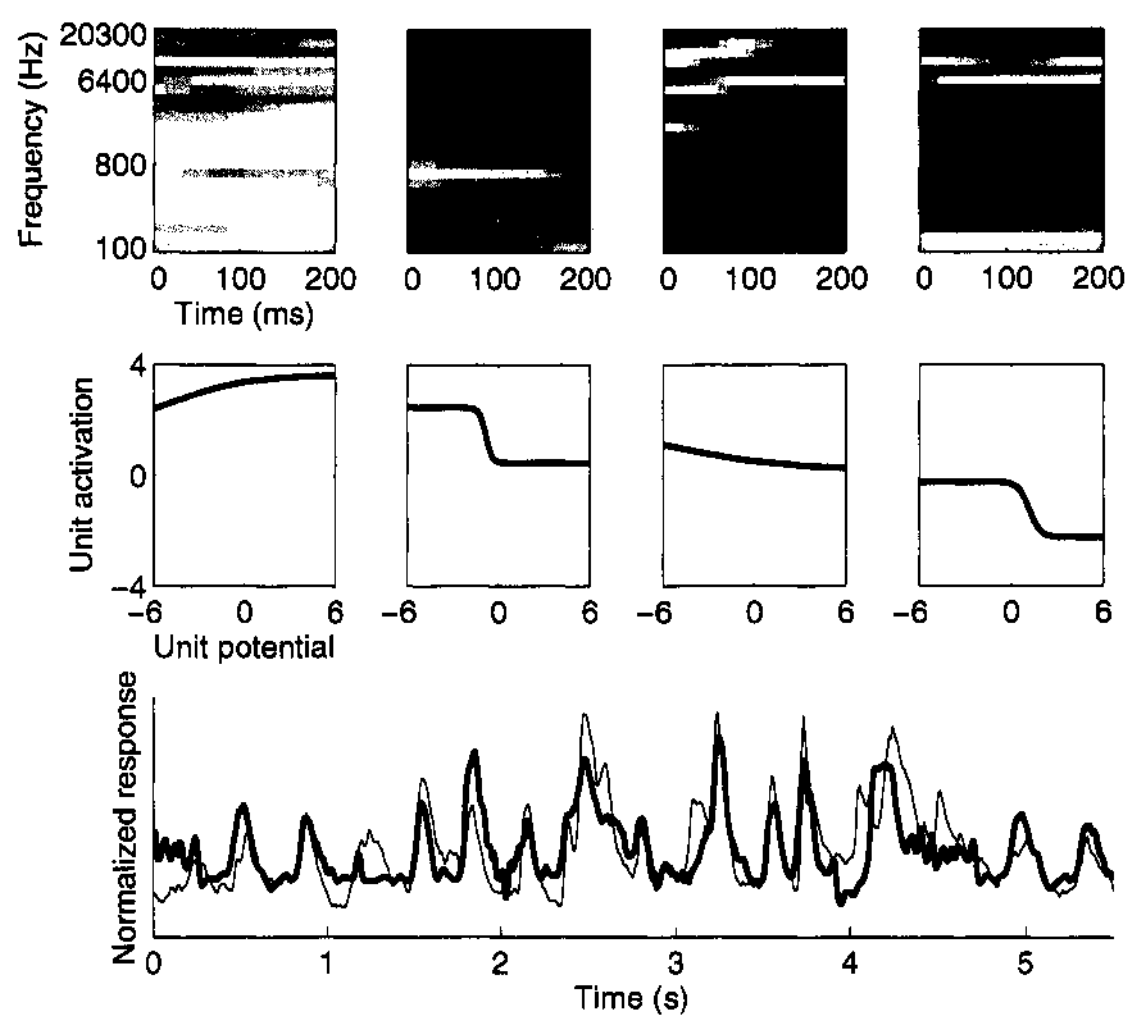 Frequency (Hz)
20300
6400
800
100
0 100 200
0 100 200
0 100 200
0 100 200
Time (ms)
Unit activation
4
0
−4
−6 0 6
−6 0 6
−6 0 6
−6 0 6
Unit potential
Normalized response
0 1 2 3 4 5
Time (s)